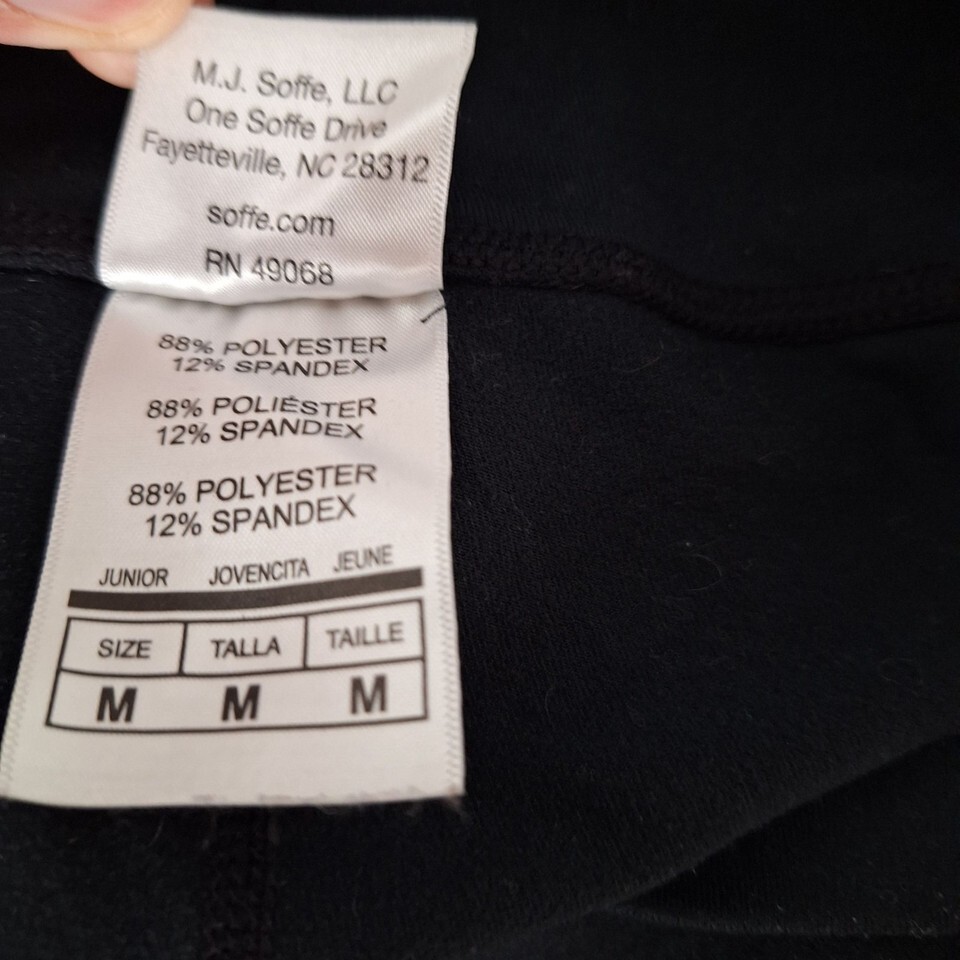 M.J. Soffe, LLC
One Soffe Drive
Fayetteville, NC 28312
soffe.com
RN 49068
88% POLYESTER
12% SPANDEX
88% POLIÉSTER
12% SPANDEX
88% POLYESTER
12% SPANDEX
JUNIOR JOVENCITA JEUNE
SIZE TALLA TAILLE
M M M